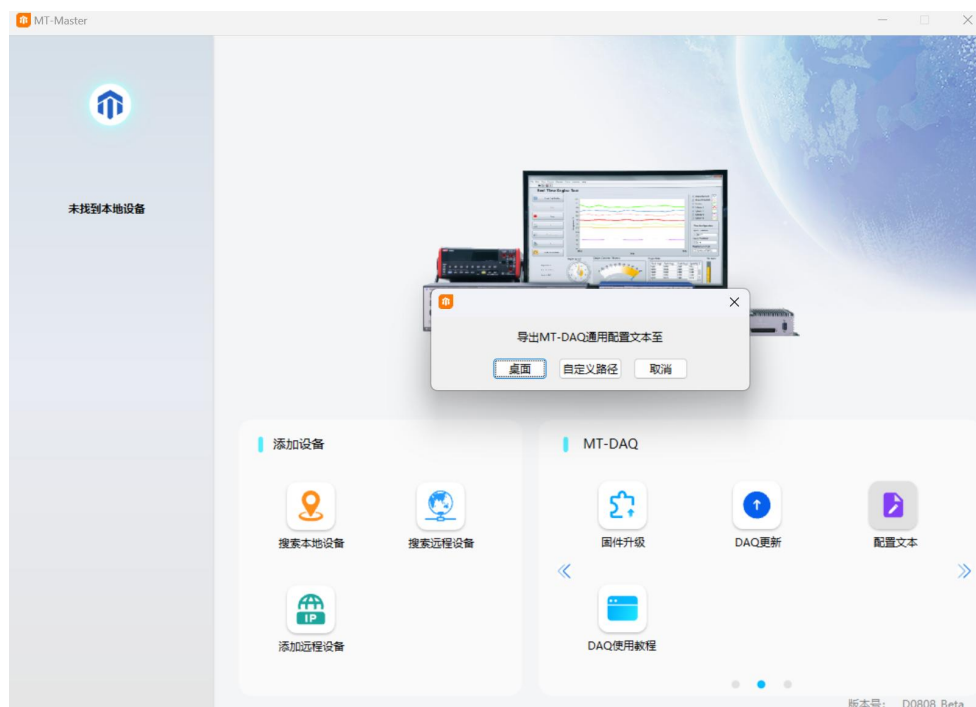 MT-Master
未找到本地设备
导出MT-DAQ通用配置文本至
桌面
自定义路径
取消
添加设备
搜索本地设备
搜索远程设备
IP
添加远程设备
MT-DAQ
固件升级
DAQ更新
配置文本
DAQ使用教程
版本号: D0808_Beta